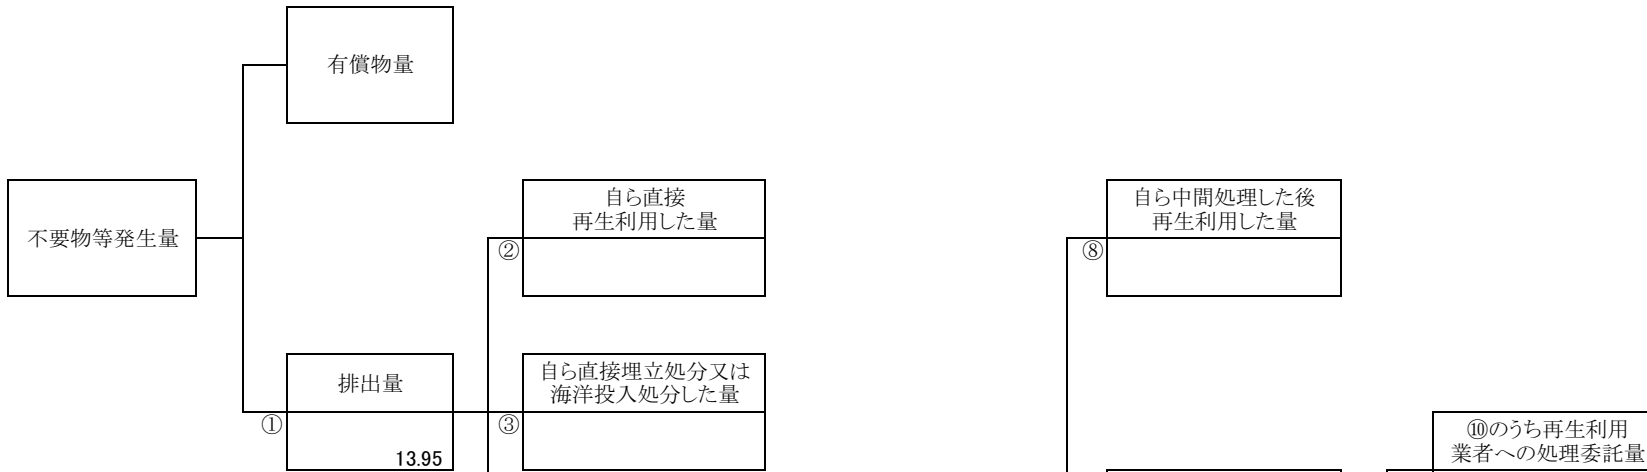 有償物量
不要物等発生量
自ら直接
再生利用した量
②
自ら中間処理した後
再生利用した量
⑧
排出量
①
13.95
自ら直接埋立処分又は
海洋投入処分した量
③
⑩のうち再生利用
業者への処理委託量